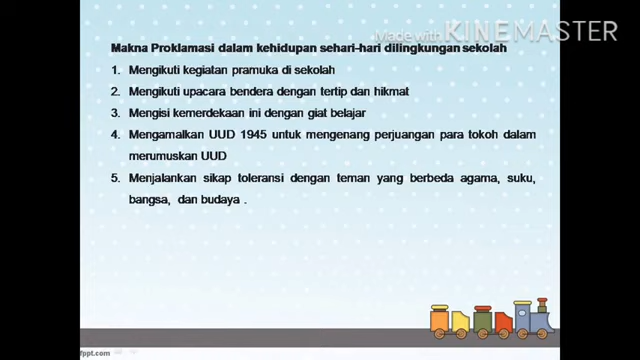 Made with KINEMASTER
Makna Proklamasi dalam kehidupan sehari-hari dilingkungan sekolah
1. Mengikuti kegiatan pramuka di sekolah
2. Mengikuti upacara bendera dengan tertip dan hikmat
3. Mengisi kemerdekaan ini dengan giat belajar
4. Mengamalkan UUD 1945 untuk mengenang perjuangan para tokoh dalam
merumuskan UUD
5. Menjalankan sikap toleransi dengan teman yang berbeda agama, suku,
bangsa, dan budaya .
fppt.com